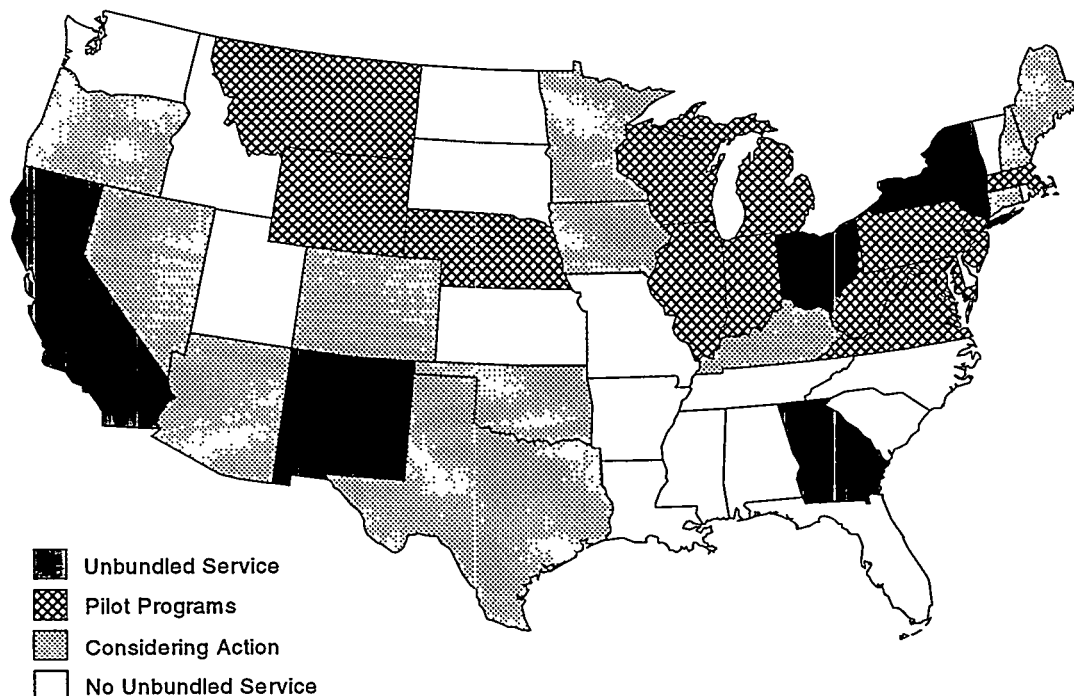 Unbundled Service
Pilot Programs
Considering Action
No Unbundled Service